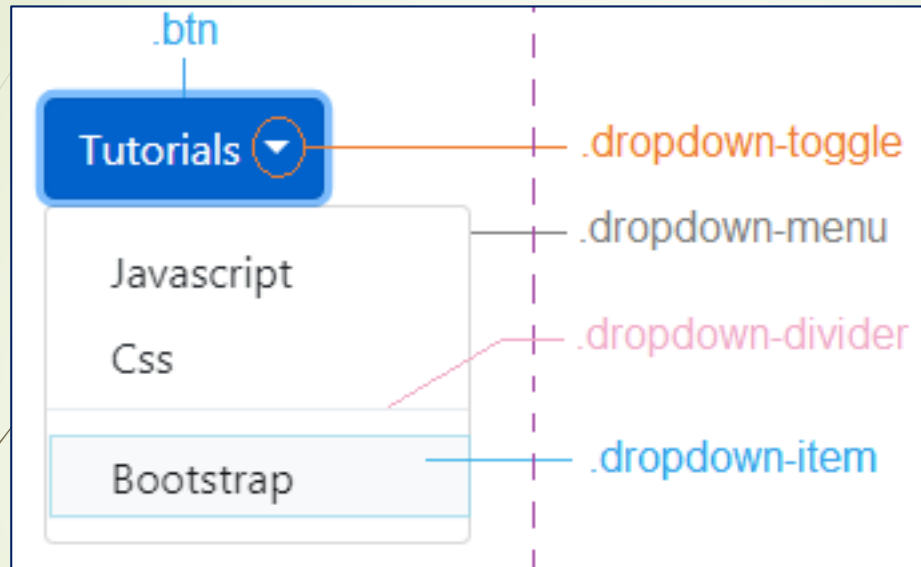 .btn
Tutorials
.dropdown-toggle
.dropdown-menu
Javascript
.dropdown-divider
Css
.dropdown-item
Bootstrap